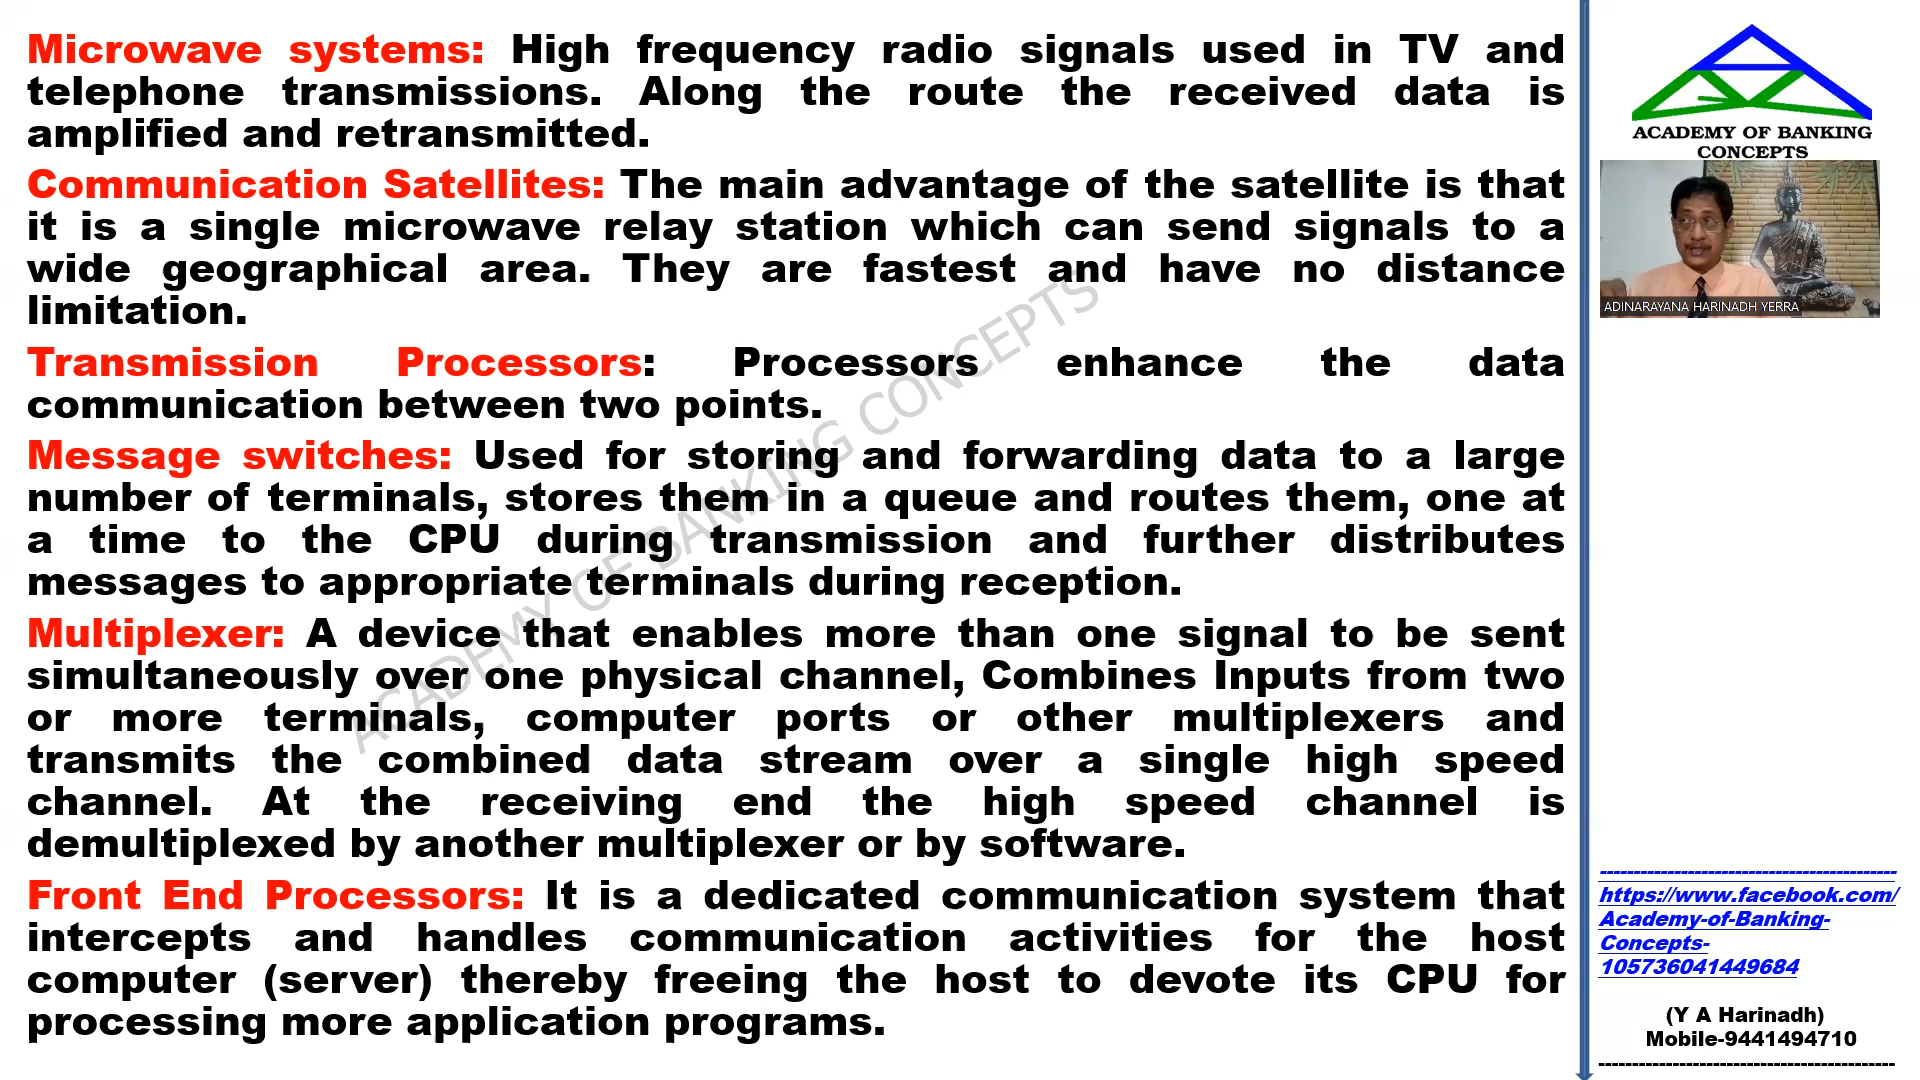 Microwave systems: High frequency radio signals used in TV and
telephone transmissions. Along the route the received data is
amplified and retransmitted.
Communication Satellites: The main advantage of the satellite is that
it is a single microwave relay station which can send signals to a
wide geographical area. They are fastest and have no distance
limitation.
Transmission Processors: Processors enhance the data
communication between two points.
Message switches: Used for storing and forwarding data to a large
number of terminals, stores them in a queue and routes them, one at
a time to the CPU during transmission and further distributes
messages to appropriate terminals during reception.
Multiplexer: A device that enables more than one signal to be sent
simultaneously over one physical channel, Combines Inputs from two
or more terminals, computer ports or other multiplexers and
transmits the combined data stream over a single high speed
channel. At the receiving end the high speed channel is
demultiplexed by another multiplexer or by software.
Front End Processors: It is a dedicated communication system that
intercepts and handles communication activities for the host
computer (server) thereby freeing the host to devote its CPU for
processing more application programs.
ACADEMY OF BANKING CONCEPTS
ACADEMY OF BANKING
CONCEPTS
ADINARAYANA HARINADH YERRA
--------------------------------------------
https://www.facebook.com/
Academy-of-Banking-
Concepts-
105736041449684
(Y A Harinadh)
Mobile-9441494710
--------------------------------------------